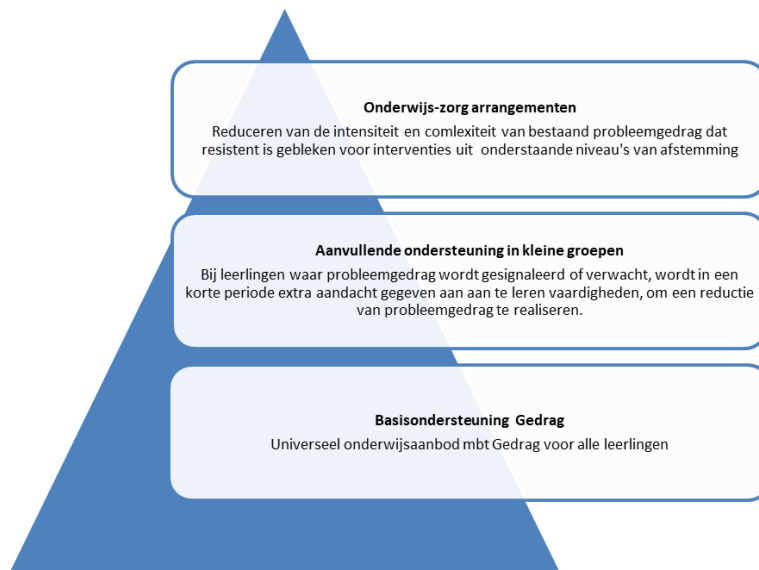 Onderwijs-zorg arrangementen
Reduceren van de intensiteit en comlexiteit van bestaand probleemgedrag dat
resistent is gebleken voor interventies uit onderstaande niveau's van afstemming
Aanvullende ondersteuning in kleine groepen
Bij leerlingen waar probleemgedrag wordt gesignaleerd of verwacht, wordt in een
korte periode extra aandacht gegeven aan aan te leren vaardigheden, om een reductie
van probleemgedrag te realiseren.
Basisondersteuning Gedrag
Universeel onderwijsaanbod mbt Gedrag voor alle leerlingen